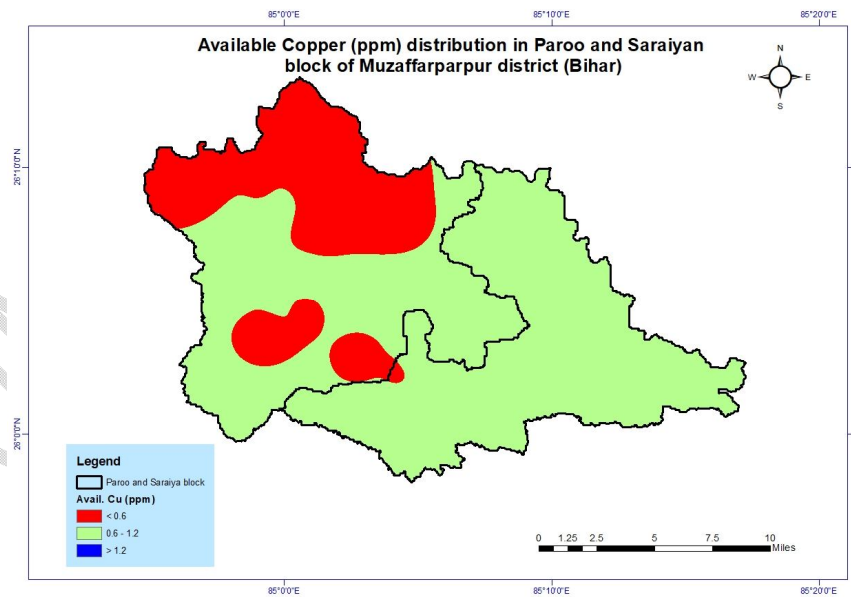 85°0'0"E 85°10'0"E 85°20'0"E
Available Copper (ppm) distribution in Paroo and Saraiyan
block of Muzaffarparpur district (Bihar)
N
W E
S
26°10'0"N
26°0'0"N
Legend
Paroo and Saraiya block
Avail. Cu (ppm)
< 0.6
0.6 - 1.2
> 1.2
0 1.25 2.5 5 7.5 10
Miles
85°0'0"E 85°10'0"E 85°20'0"E